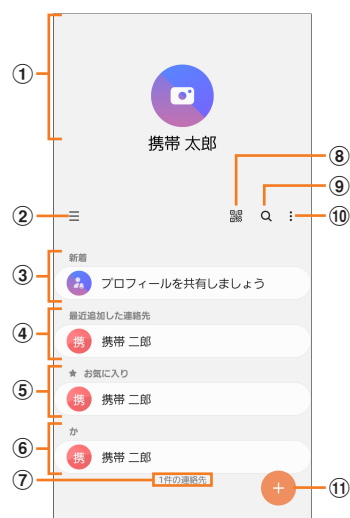 ①
携帯 太郎
⑧
⑨
② ⑩
新着
③ プロフィールを共有しましょう
最近追加した連絡先
④ 携 携帯 二郎
★ お気に入り
⑤ 携 携帯 二郎
か
⑥ 携 携帯 二郎
⑦ 1件の連絡先
⑪